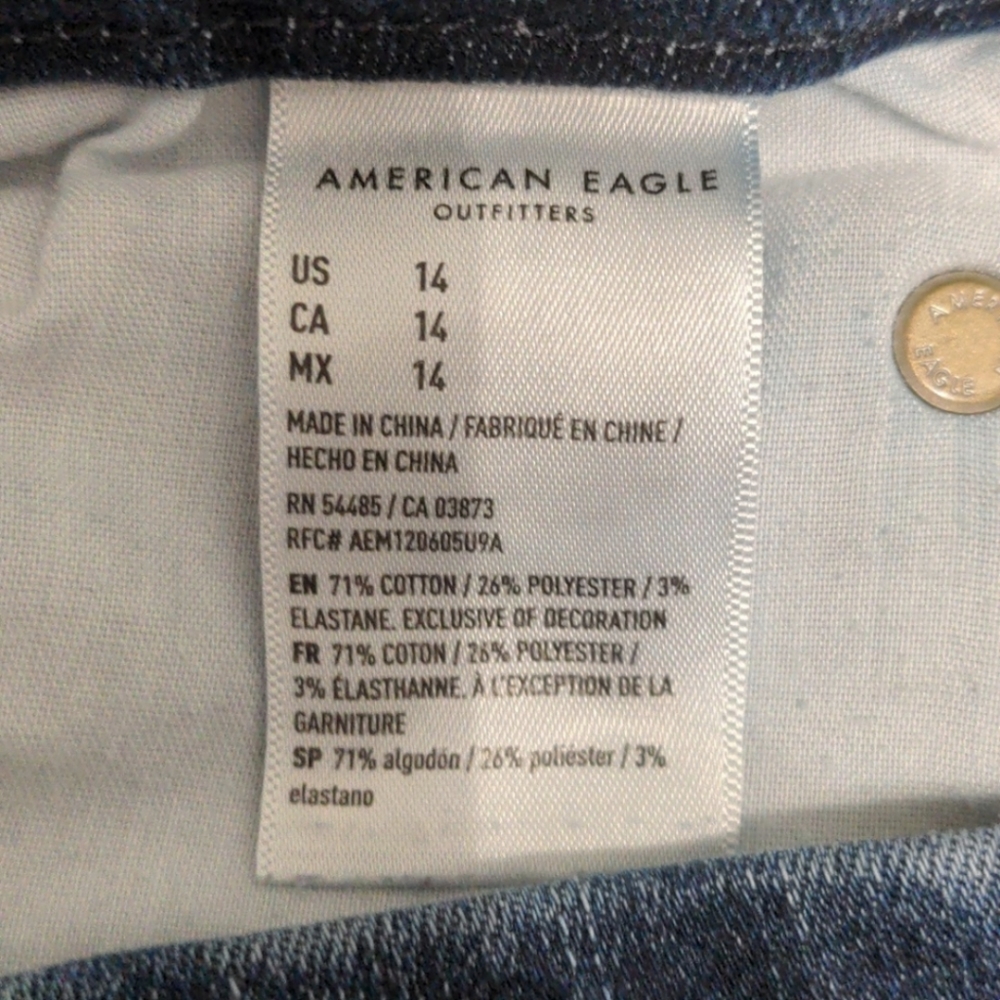 AMERICAN EAGLE
OUTFITTERS
US 14
CA 14
MX 14
MADE IN CHINA / FABRIQUÉ EN CHINE /
HECHO EN CHINA
RN 54485 / CA 03873
RFC# AEM120605U9A
EN 71% COTTON / 26% POLYESTER / 3%
ELASTANE. EXCLUSIVE OF DECORATION
FR 71% COTON / 26% POLYESTER /
3% ÉLASTHANNE. À L'EXCEPTION DE LA
GARNITURE
SP 71% algodón / 26% poliéster / 3%
elastano
AMER
EAGLE